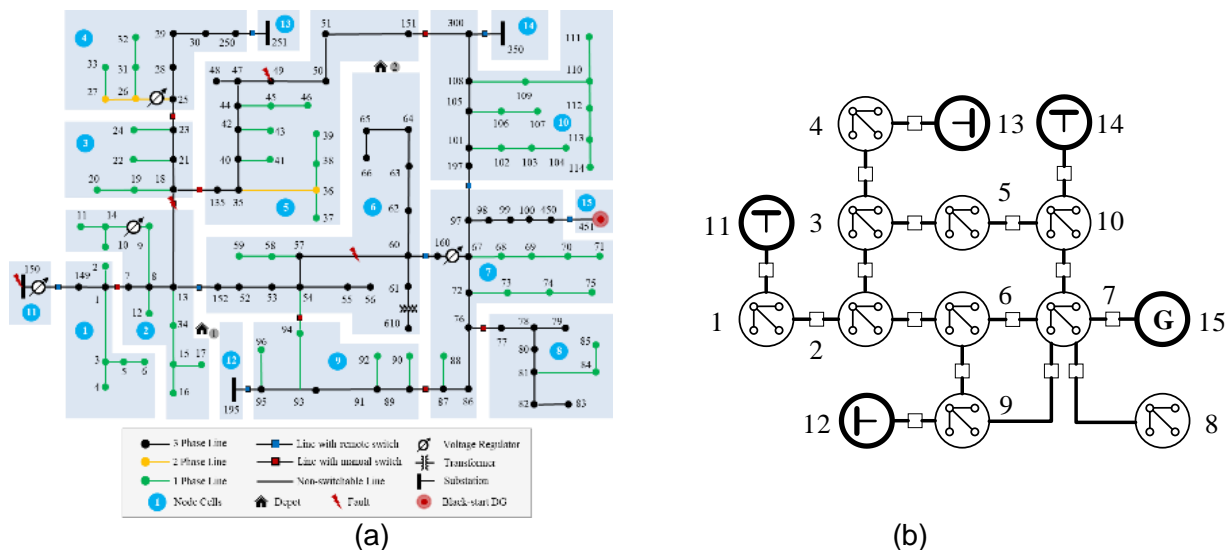 51 151 300 14
4 32 29 13
30 250 251 350 111
33 31 28 48 47 49 50 2 110
27 26 25 108
44 45 46 109 112
105
24 23 42 43 65 64 106 107 10 113
3 39
22 21 40 41 38 66 63 101 102 103 104 114
20 19 18 197
135 35 36 6 15
5 37 62 97 98 99 100 450 451
11 14 9 59 58 57 60 160
10 67 68 69 70 71
150 2 7
149 7 8 61 72 73 74 75
1 13 152 52 53 54 55 56
11 12 34 610 76
1 2 94 78 79
1 12 77 85
3 5 6 15 17 96 9 92 90 88 80 8
4 16 81 84
195 95 93 91 89 87 86 82 83
3 Phase Line Line with remote switch Voltage Regulator
2 Phase Line Line with manual switch Transformer
1 Phase Line Non-switchable Line Substation
1 Node Cells Depot Fault Black-start DG
(a)
4 13 14
11 3 5 10
1 2 6 7 G 15
12 9 8
(b)